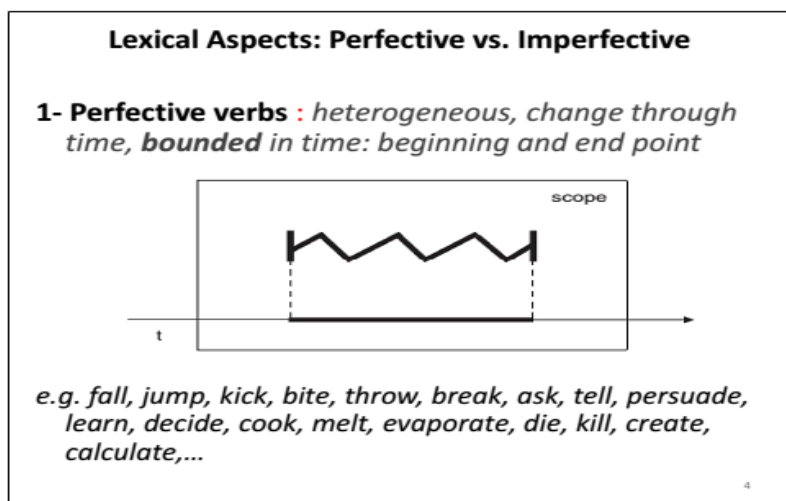 Lexical Aspects: Perfective vs. Imperfective
1- Perfective verbs : heterogeneous, change through
time, bounded in time: beginning and end point
scope
t
e.g. fall, jump, kick, bite, throw, break, ask, tell, persuade,
learn, decide, cook, melt, evaporate, die, kill, create,
calculate,...
4